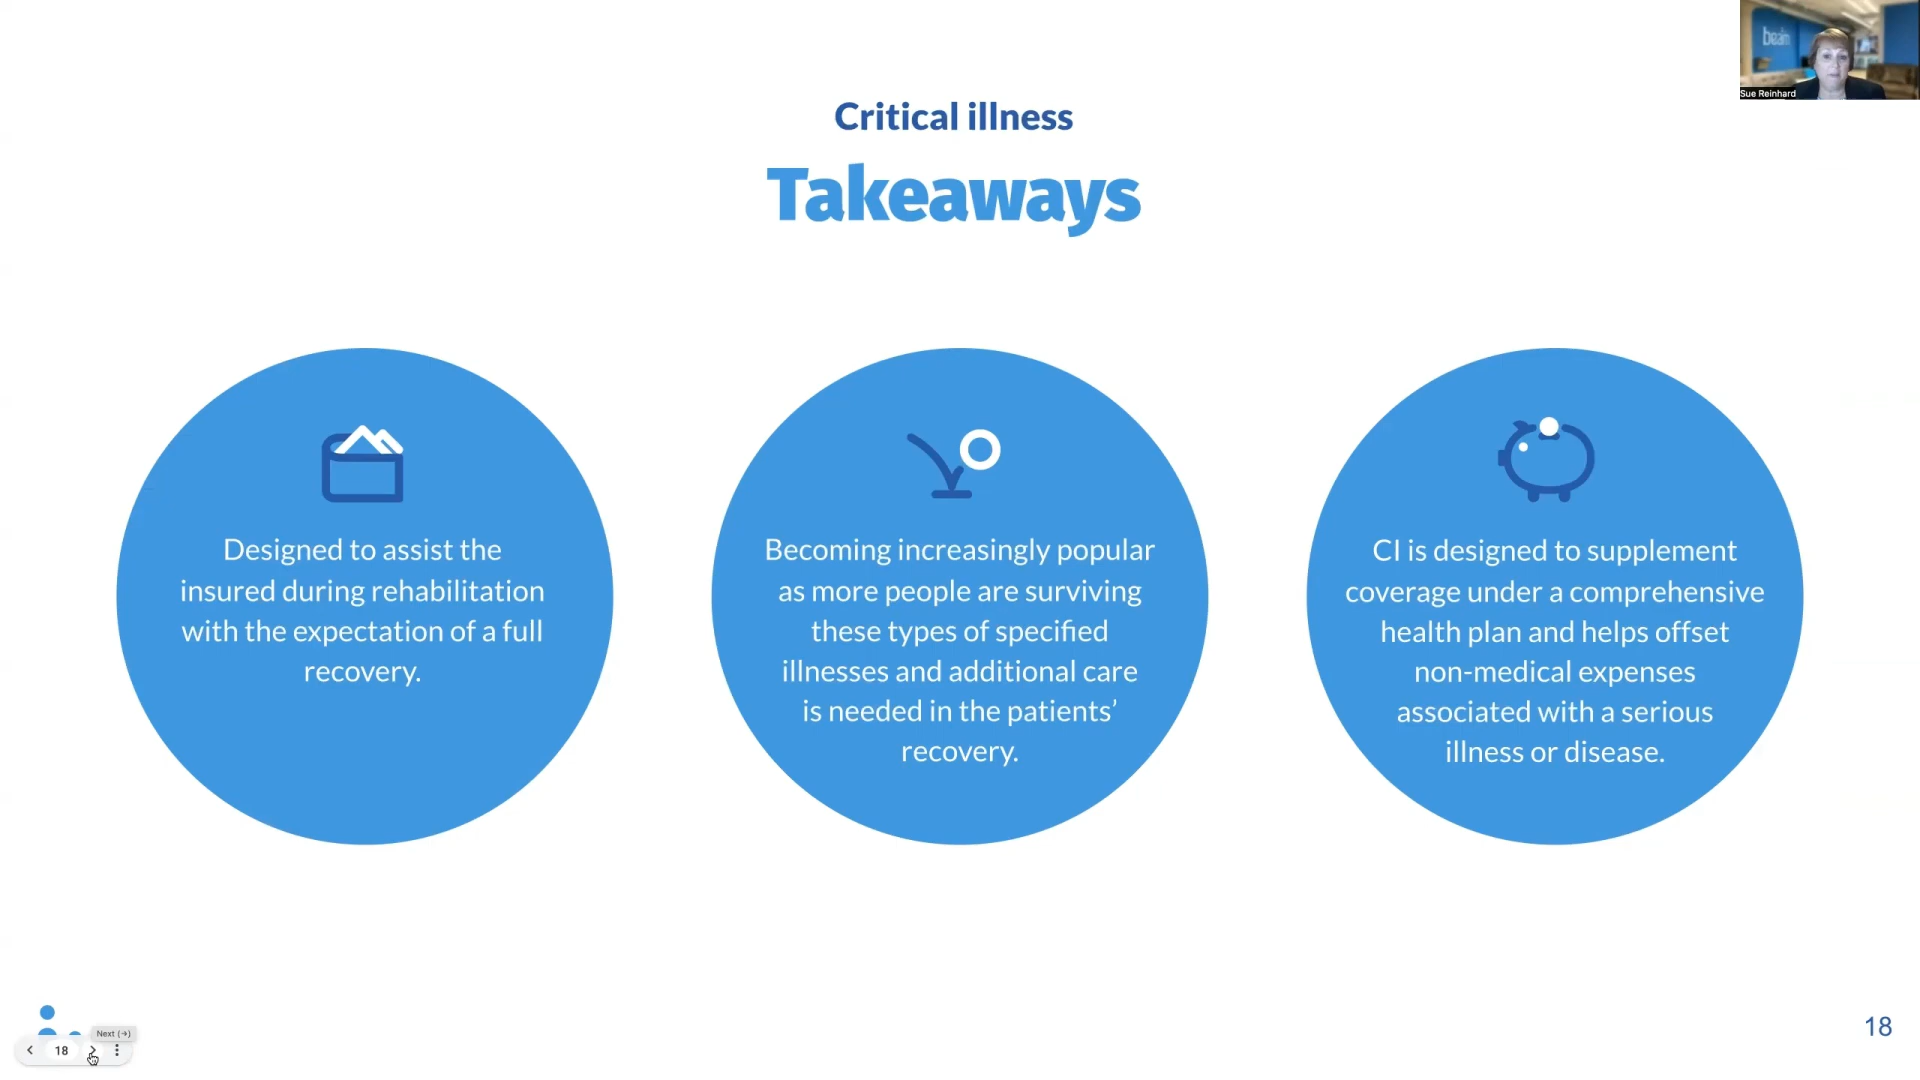 beam
Sue Reinhard
Critical illness
Takeaways
Designed to assist the
insured during rehabilitation
with the expectation of a full
recovery.
Becoming increasingly popular
as more people are surviving
these types of specified
illnesses and additional care
is needed in the patients’
recovery.
CI is designed to supplement
coverage under a comprehensive
health plan and helps offset
non-medical expenses
associated with a serious
illness or disease.
Next (→)
18
18